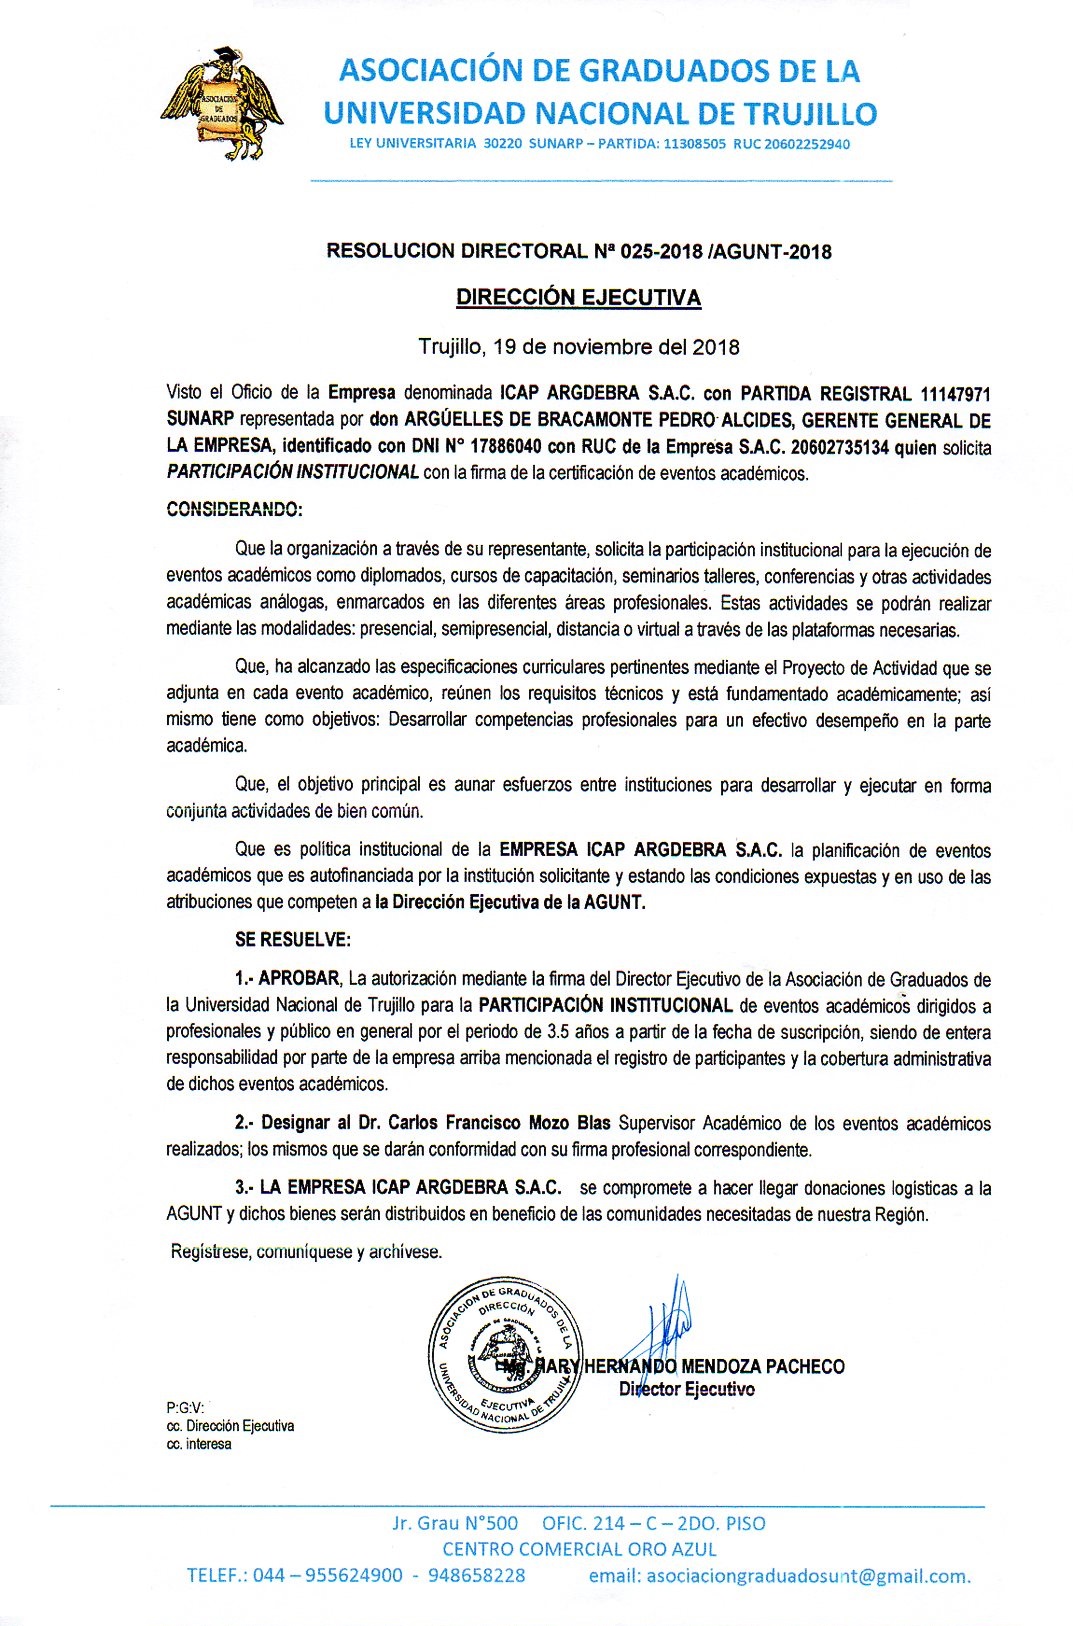 ASOCIACIÓN
DE
GRADUADOS
ASOCIACIÓN DE GRADUADOS DE LA
UNIVERSIDAD NACIONAL DE TRUJILLO
LEY UNIVERSITARIA 30220 SUNARP – PARTIDA: 11308505 RUC 20602252940
RESOLUCION DIRECTORAL Nª 025-2018 /AGUNT-2018
DIRECCIÓN EJECUTIVA
Trujillo, 19 de noviembre del 2018
Visto el Oficio de la Empresa denominada ICAP ARGDEBRA S.A.C. con PARTIDA REGISTRAL 11147971
SUNARP representada por don ARGÜELLES DE BRACAMONTE PEDRO ALCIDES, GERENTE GENERAL DE
LA EMPRESA, identificado con DNI N° 17886040 con RUC de la Empresa S.A.C. 20602735134 quien solicita
PARTICIPACIÓN INSTITUCIONAL con la firma de la certificación de eventos académicos.
CONSIDERANDO:
Que la organización a través de su representante, solicita la participación institucional para la ejecución de
eventos académicos como diplomados, cursos de capacitación, seminarios talleres, conferencias y otras actividades
académicas análogas, enmarcados en las diferentes áreas profesionales. Estas actividades se podrán realizar
mediante las modalidades: presencial, semipresencial, distancia o virtual a través de las plataformas necesarias.
Que, ha alcanzado las especificaciones curriculares pertinentes mediante el Proyecto de Actividad que se
adjunta en cada evento académico, reúnen los requisitos técnicos y está fundamentado académicamente; así
mismo tiene como objetivos: Desarrollar competencias profesionales para un efectivo desempeño en la parte
académica.
Que, el objetivo principal es aunar esfuerzos entre instituciones para desarrollar y ejecutar en forma
conjunta actividades de bien común.
Que es política institucional de la EMPRESA ICAP ARGDEBRA S.A.C. la planificación de eventos
académicos que es autofinanciada por la institución solicitante y estando las condiciones expuestas y en uso de las
atribuciones que competen a la Dirección Ejecutiva de la AGUNT.
SE RESUELVE:
1.- APROBAR, La autorización mediante la firma del Director Ejecutivo de la Asociación de Graduados de
la Universidad Nacional de Trujillo para la PARTICIPACIÓN INSTITUCIONAL de eventos académicos dirigidos a
profesionales y público en general por el periodo de 3.5 años a partir de la fecha de suscripción, siendo de entera
responsabilidad por parte de la empresa arriba mencionada el registro de participantes y la cobertura administrativa
de dichos eventos académicos.
2.- Designar al Dr. Carlos Francisco Mozo Blas Supervisor Académico de los eventos académicos
realizados; los mismos que se darán conformidad con su firma profesional correspondiente.
3.- LA EMPRESA ICAP ARGDEBRA S.A.C. se compromete a hacer llegar donaciones logísticas a la
AGUNT y dichos bienes serán distribuidos en beneficio de las comunidades necesitadas de nuestra Región.
Regístrese, comuníquese y archívese.
ASOCIACIÓN DE GRADUADOS DE LA
UNIVERSIDAD NACIONAL DE TRUJILLO
DIRECCIÓN
EJECUTIVA
Mg. HARY HERNANDO MENDOZA PACHECO
Director Ejecutivo
P:G:V:
cc. Dirección Ejecutiva
cc. interesa
Jr. Grau N°500 OFIC. 214 – C – 2DO. PISO
CENTRO COMERCIAL ORO AZUL
TELEF.: 044 – 955624900 - 948658228 email: asociaciongraduadosunt@gmail.com.